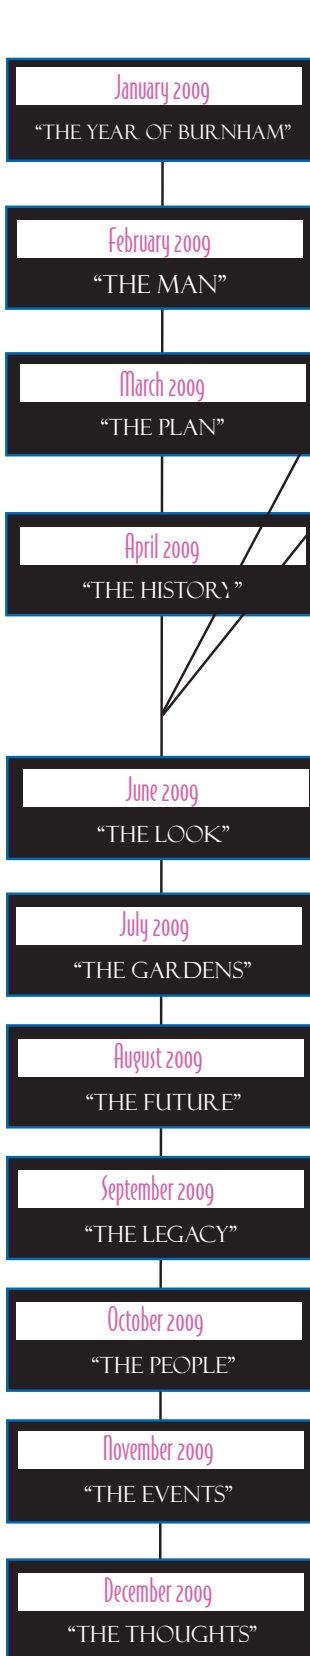 January 2009
“THE YEAR OF BURNHAM”
February 2009
“THE MAN”
March 2009
“THE PLAN”
April 2009
“THE HISTORY”
June 2009
“THE LOOK”
July 2009
“THE GARDENS”
August 2009
“THE FUTURE”
September 2009
“THE LEGACY”
October 2009
“THE PEOPLE”
November 2009
“THE EVENTS”
December 2009
“THE THOUGHTS”